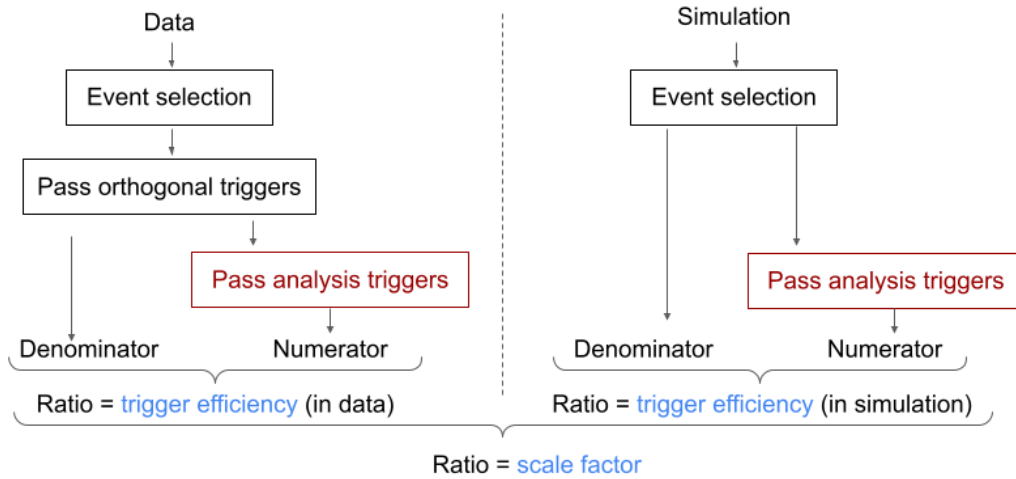 Data
Simulation
Event selection
Event selection
Pass orthogonal triggers
Pass analysis triggers
Pass analysis triggers
Denominator
Numerator
Denominator
Numerator
Ratio = trigger efficiency (in data)
Ratio = trigger efficiency (in simulation)
Ratio = scale factor